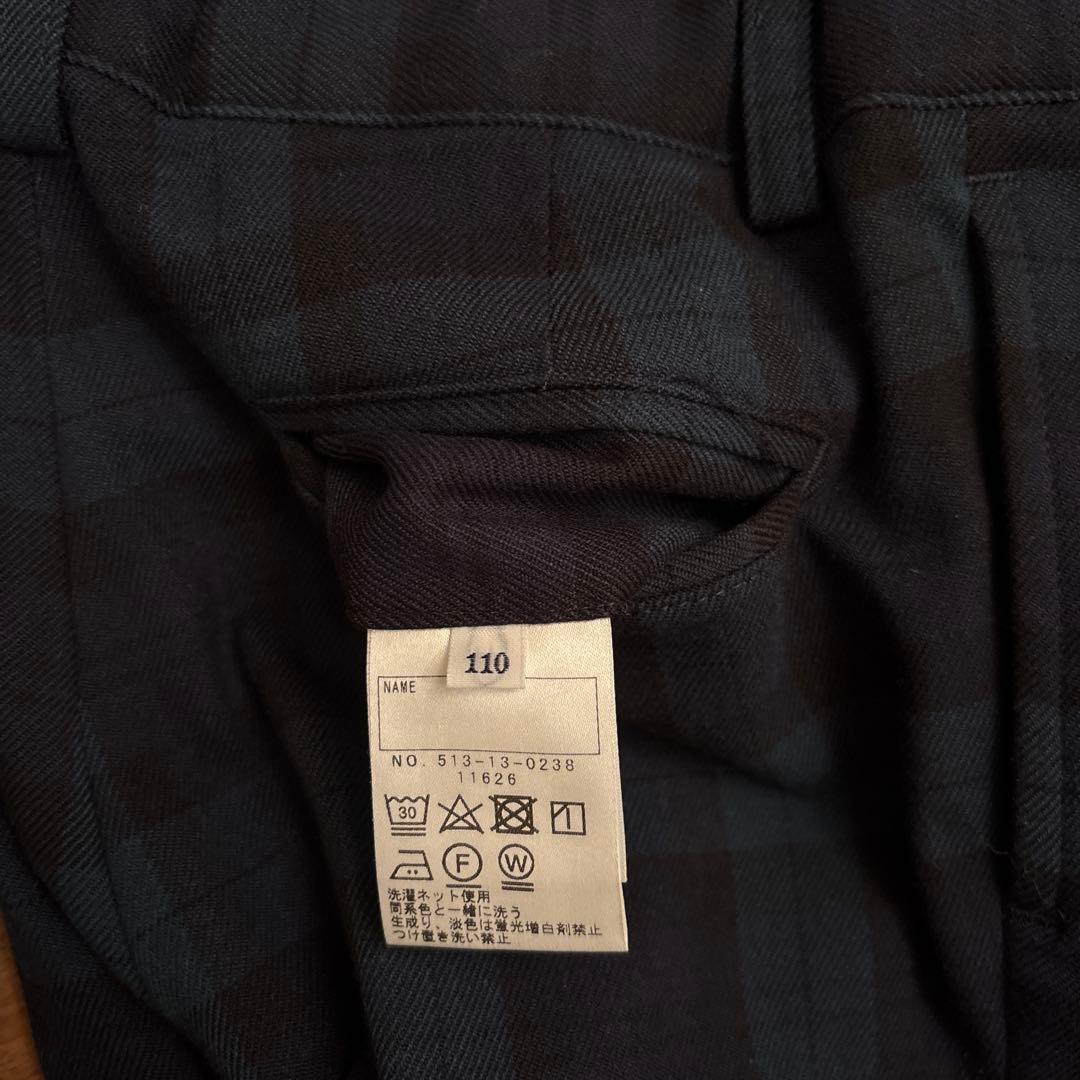 110
NAME
NO. 513-13-0238
11626
30
F W
洗濯ネット使用
同系色と一緒に洗う
生成り、淡色は蛍光増白剤禁止
つけ置き洗い禁止